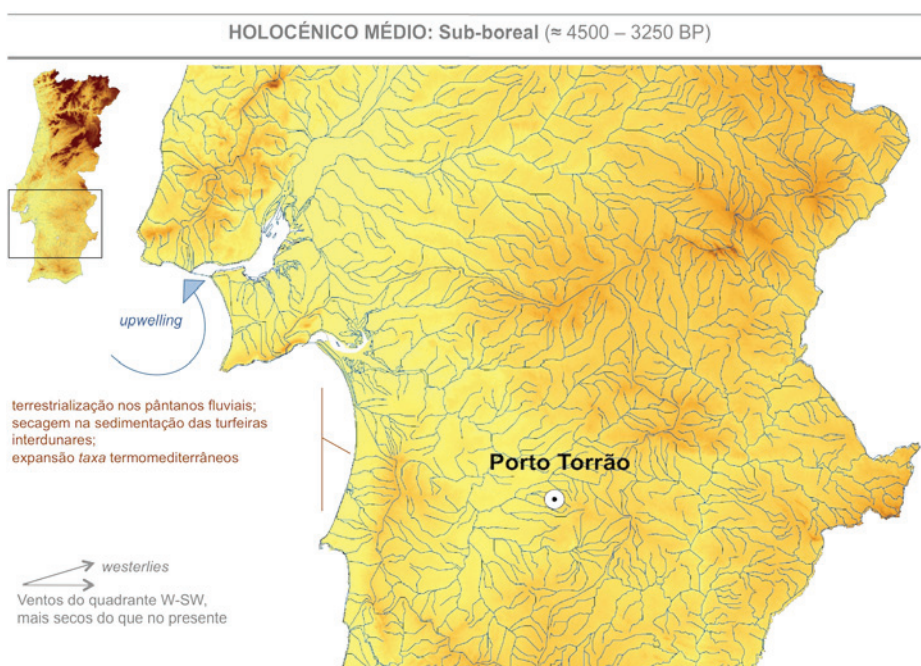 HOLOCÉNICO MÉDIO: Sub-boreal (≈ 4500 – 3250 BP)
upwelling
terrestrialização nos pântanos fluviais;
secagem na sedimentação das turfeiras
interdunares;
expansão taxa termomediterrâneos
Porto Torrão
westerlies
Ventos do quadrante W-SW,
mais secos do que no presente